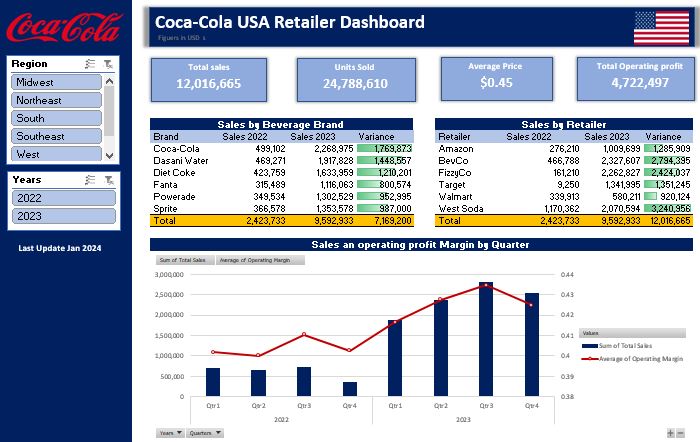 Coca-Cola
Coca-Cola USA Retailer Dashboard
Figuers in USD s
Region
Midwest
Northeast
South
Southeast
West
Years
2022
2023
Last Update Jan 2024
Total sales
12,016,665
Units Sold
24,788,610
Average Price
$0.45
Total Operating profit
4,722,497
Sales by Beverage Brand
Brand Sales 2022 Sales 2023 Variance
Coca-Cola 499,102 2,268,975 1,769,873
Dasani Water 469,271 1,917,828 1,448,557
Diet Coke 423,759 1,633,959 1,210,201
Fanta 315,489 1,116,063 800,574
Powerade 349,534 1,302,529 952,995
Sprite 366,578 1,353,578 987,000
Total 2,423,733 9,592,933 7,169,200
Sales by Retailer
Retailer Sales 2022 Sales 2023 Variance
Amazon 276,210 1,009,699 1,285,909
BevCo 466,788 2,327,607 2,794,395
FizzyCo 161,210 2,262,827 2,424,037
Target 9,250 1,341,995 1,351,245
Walmart 339,913 580,211 920,124
West Soda 1,170,362 2,070,594 3,240,956
Total 2,423,733 9,592,933 12,016,665
Sales an operating profit Margin by Quarter
Sum of Total Sales Average of Operating Margin
3,000,000
2,500,000
2,000,000
1,500,000
1,000,000
500,000
0
0.44
0.43
0.42
0.41
0.4
0.39
0.38
Qtr1 Qtr2 Qtr3 Qtr4 Qtr1 Qtr2 Qtr3 Qtr4
2022 2023
Values
Sum of Total Sales
Average of Operating Margin
Years Quarters